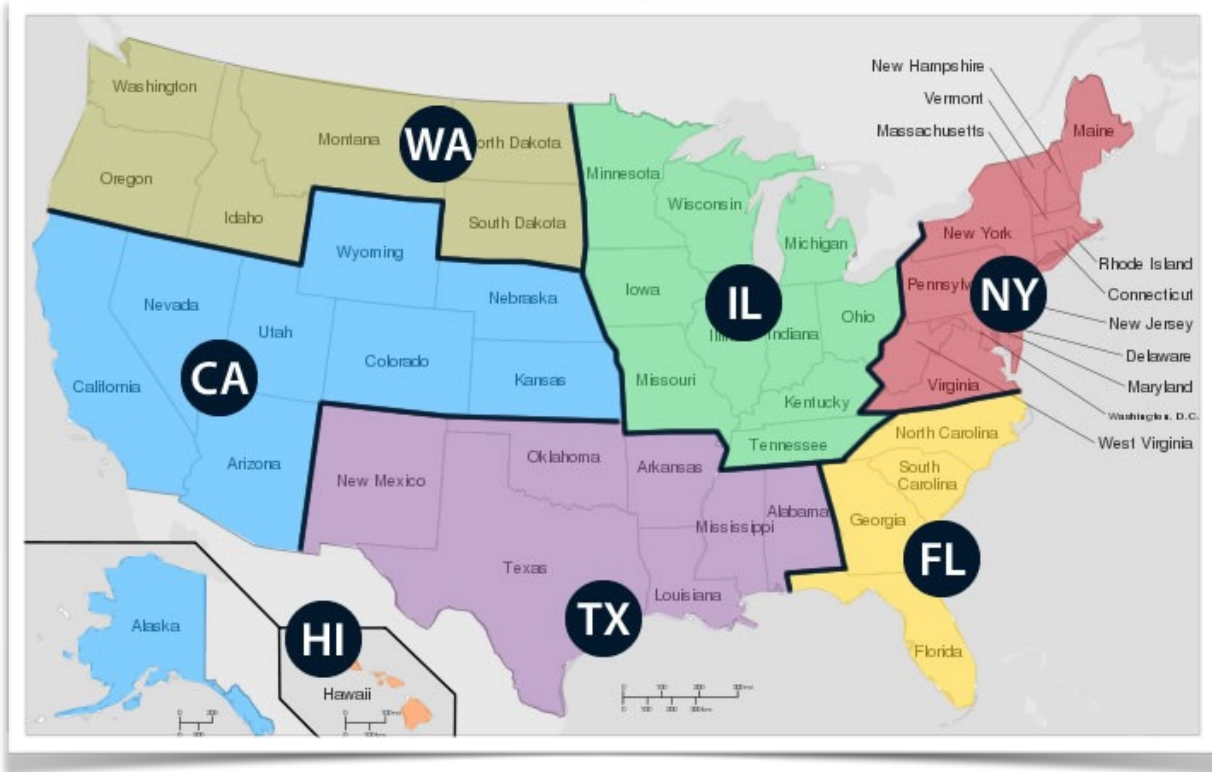 New Hampshire
Vermont
Massachusetts
Maine
Washington
Montana
WA
orth Dakota
Oregon
Idaho
South Dakota
Minnesota
Wisconsin
Michigan
New York
Rhode Island
Connecticut
New Jersey
Delaware
Maryland
Washington, D.C.
West Virginia
Wyoming
Nebraska
Iowa
IL
Indiana
Ohio
Pennsylv
NY
Nevada
Utah
Colorado
Kansas
Missouri
Kentucky
Virginia
California
CA
Arizona
New Mexico
Oklahoma
Arkansas
Tennessee
North Carolina
South
Carolina
Mississippi
Alabama
Georgia
Texas
Louisiana
TX
FL
Florida
Alaska
HI
Hawaii